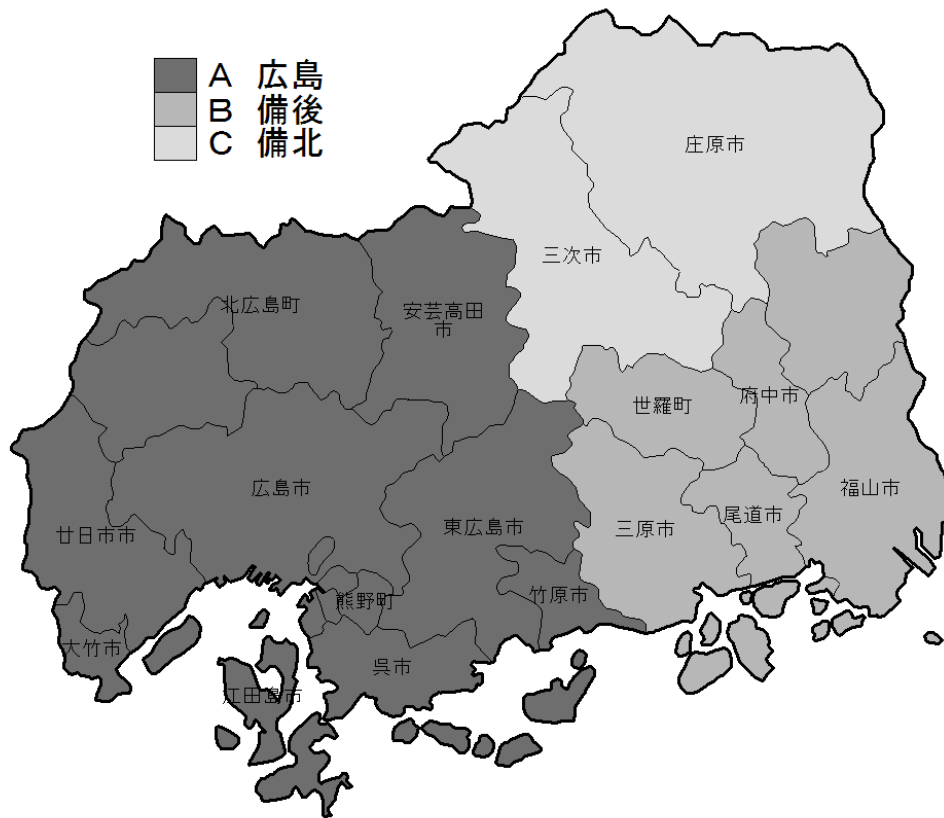 A 広島
B 備後
C 備北
庄原市
三次市
北広島町
安芸高田
市
世羅町
府中市
広島市
福山市
東広島市
三原市
尾道市
廿日市市
熊野町
竹原市
大竹市
呉市
江田島市